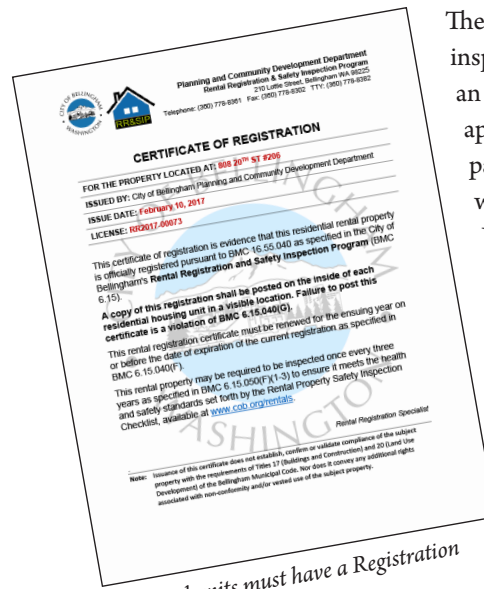 Planning and Community Development Department
Rental Registration & Safety Inspection Program
210 Lottie Street, Bellingham WA 98225
Telephone: (360) 778-8361 Fax: (360) 778-8302 TTY: (360) 778-8382
CITY OF BELLINGHAM
WASHINGTON
RR&SIP
CERTIFICATE OF REGISTRATION
FOR THE PROPERTY LOCATED AT: 808 20TH ST #206
ISSUED BY: City of Bellingham Planning and Community Development Department
ISSUE DATE: February 10, 2017
LICENSE: RR2017-00073
This certificate of registration is evidence that this residential rental property
is officially registered pursuant to BMC 16.55.040 as specified in the City of
Bellingham's Rental Registration and Safety Inspection Program (BMC
6.15).
A copy of this registration shall be posted on the inside of each
residential housing unit in a visible location. Failure to post this
certificate is a violation of BMC 6.15.040(G).
This rental registration certificate must be renewed for the ensuing year on
or before the date of expiration of the current registration as specified in
BMC 6.15.040(F).
This rental property may be required to be inspected once every three
years as specified in BMC 6.15.050(F)(1-3) to ensure it meets the health
and safety standards set forth by the Rental Property Safety Inspection
Checklist, available at www.cob.org/rentals.
Rental Registration Specialist
Note: Issuance of this certificate does not establish, confirm or validate compliance of the subject
property with the requirements of Titles 17 (Buildings and Construction) and 20 (Land Use
Development) of the Bellingham Municipal Code. Nor does it convey any additional rights
associated with non-conformity and/or vested use of the subject property.
The
insp
an
ap
pa
w
units must have a Registration